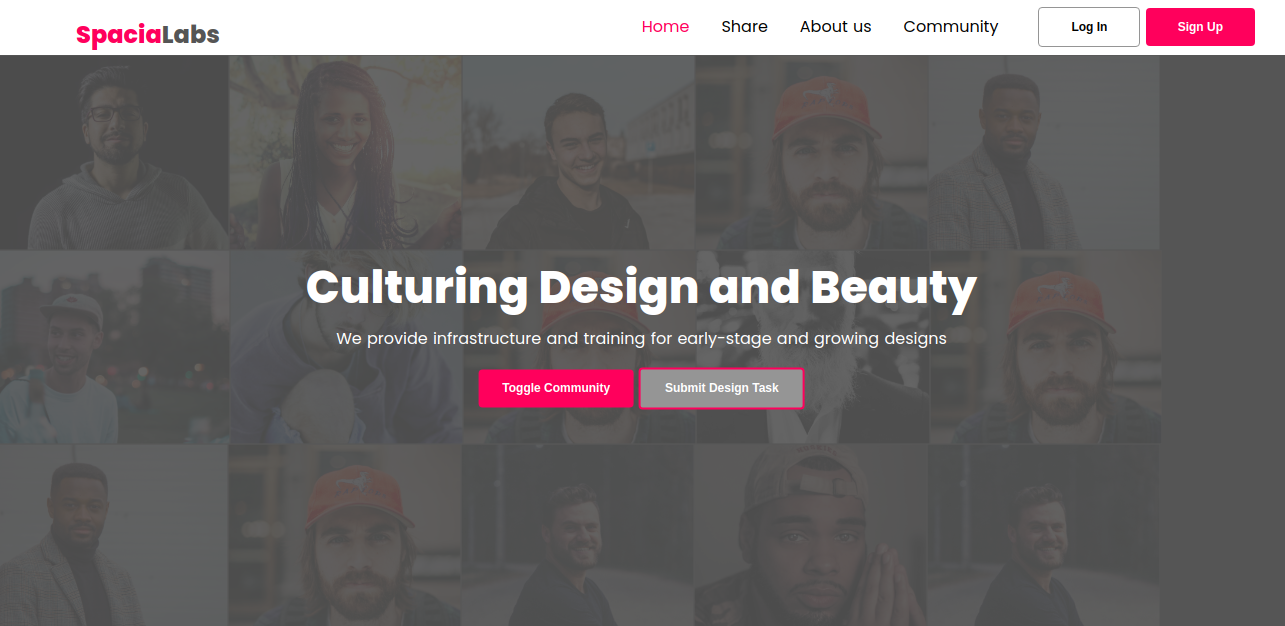 SpaciaLabs
Home Share About us Community Log In Sign Up
Culturing Design and Beauty
We provide infrastructure and training for early-stage and growing designs
Toggle Community Submit Design Task